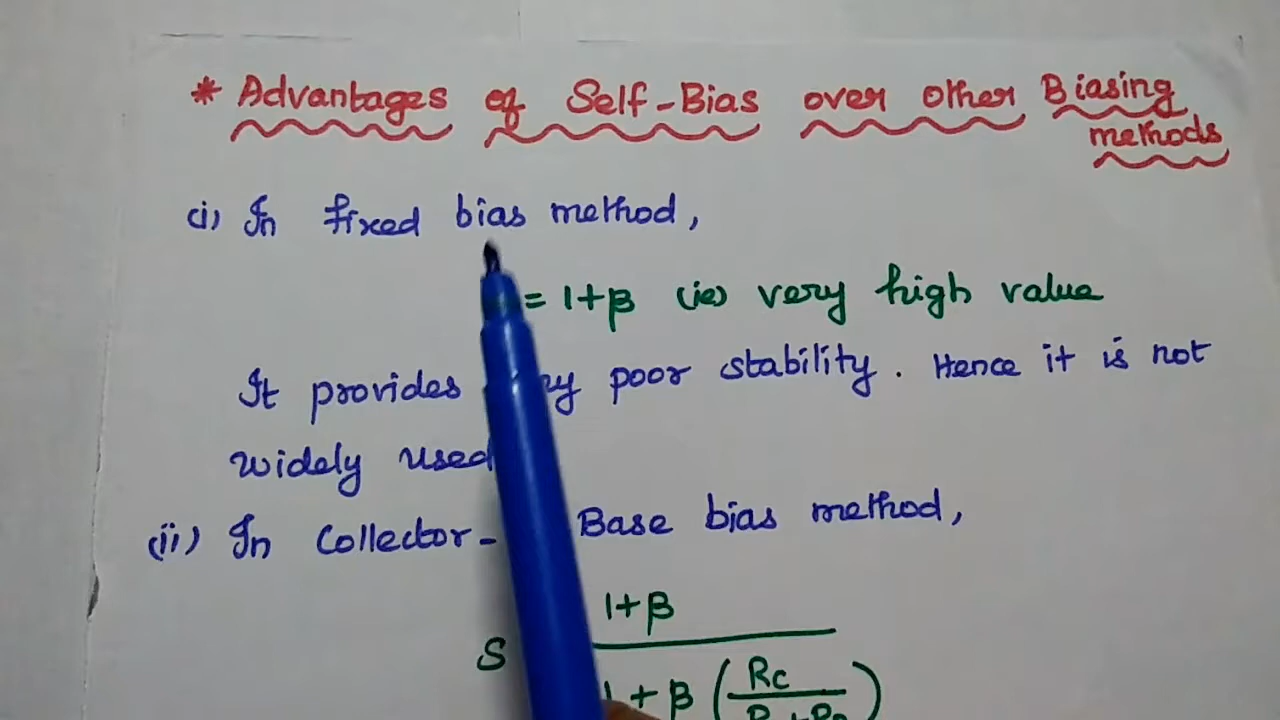 * Advantages of Self-Bias over other Biasing
methods
(i) In fixed bias method,
= 1+β (ie) very high value
It provides poor stability. Hence it is not
widely used
(ii) In Collector- Base bias method,
1+β
S
1+β (Rc